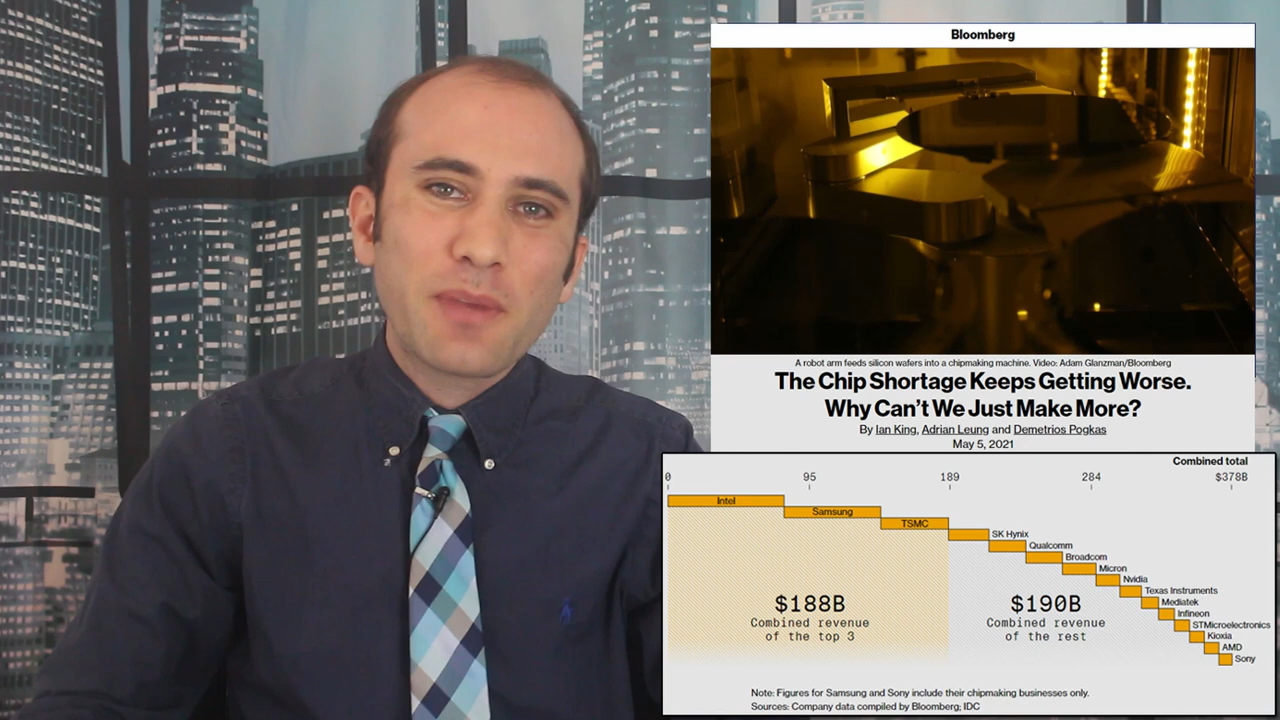 Bloomberg
A robot arm feeds silicon wafers into a chipmaking machine. Video: Adam Glanzman/Bloomberg
The Chip Shortage Keeps Getting Worse.
Why Can't We Just Make More?
By Ian King, Adrian Leung and Demetrios Pogkas
May 5, 2021
Combined total
0 95 189 284 $378B
Intel
Samsung
TSMC
SK Hynix
Qualcomm
Broadcom
Micron
Nvidia
Texas Instruments
Mediatek
Infineon
STMicroelectronics
Kioxia
AMD
Sony
$188B
Combined revenue
of the top 3
$190B
Combined revenue
of the rest
Note: Figures for Samsung and Sony include their chipmaking businesses only.
Sources: Company data compiled by Bloomberg; IDC